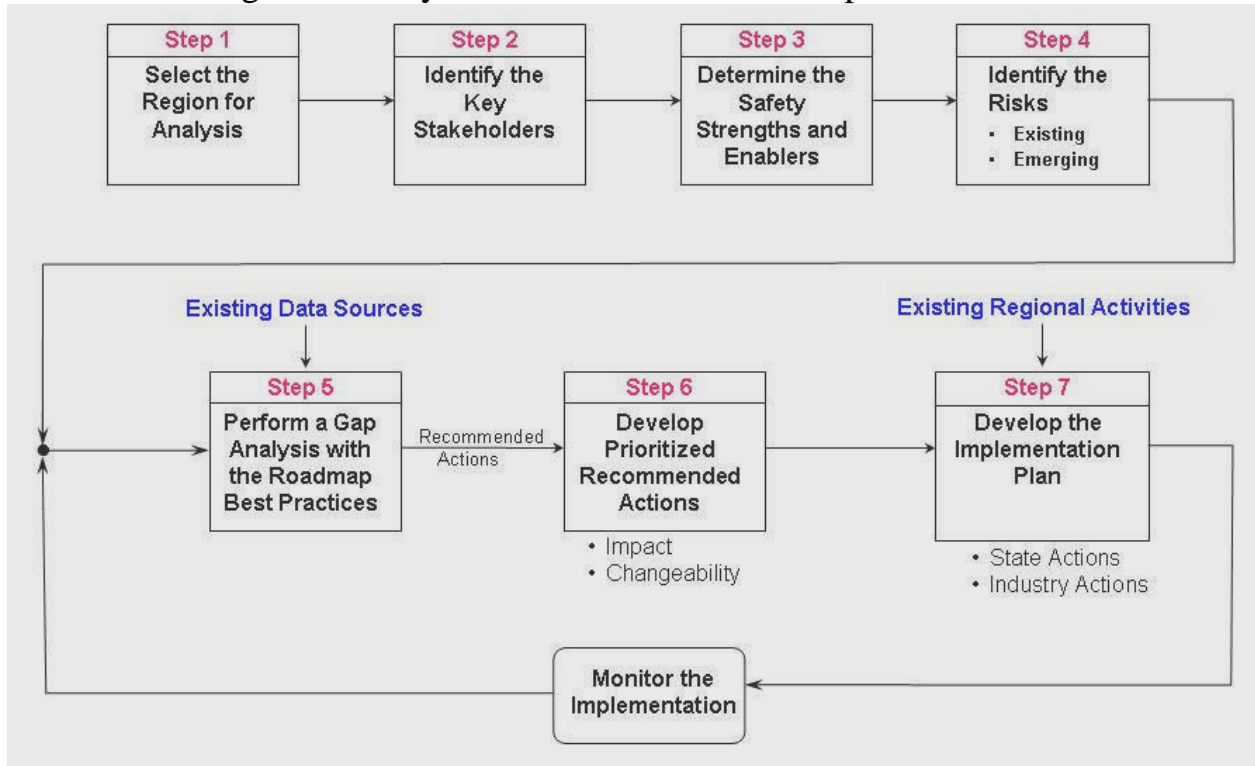 Step 1
Select the
Region for
Analysis
Step 2
Identify the
Key
Stakeholders
Step 3
Determine the
Safety
Strengths and
Enablers
Step 4
Identify the
Risks
▪ Existing
▪ Emerging
Existing Data Sources
Existing Regional Activities
Step 5
Perform a Gap
Analysis with
the Roadmap
Best Practices
Recommended
Actions
Step 6
Develop
Prioritized
Recommended
Actions
• Impact
• Changeability
Step 7
Develop the
Implementation
Plan
• State Actions
• Industry Actions
Monitor the
Implementation